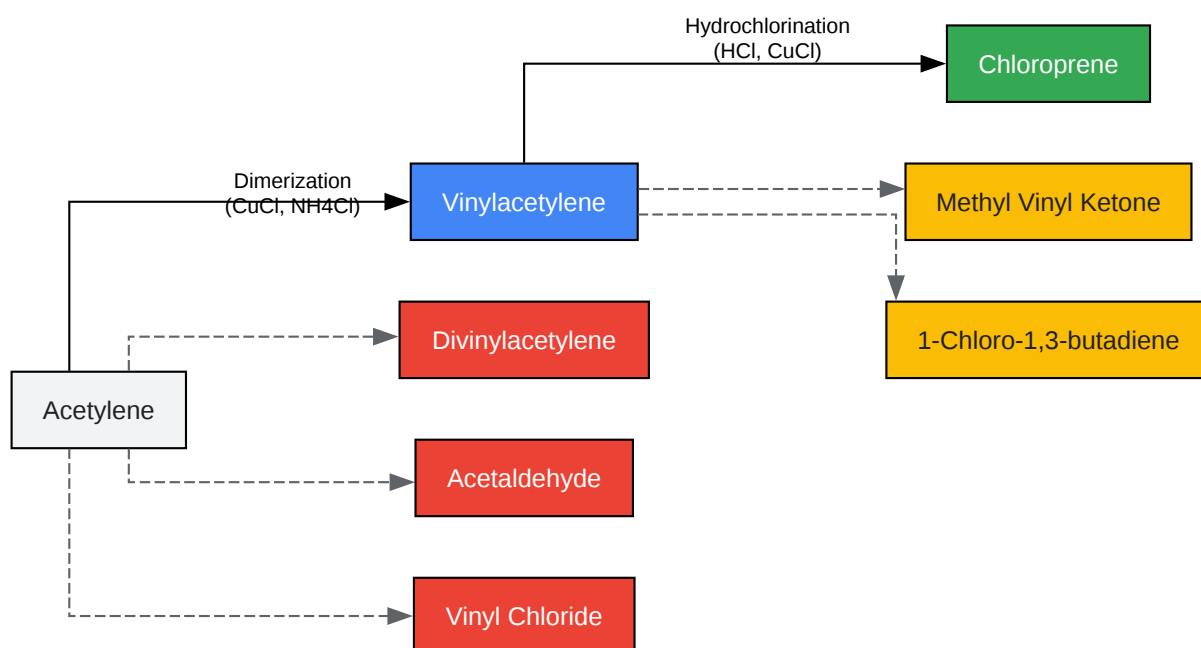 Hydrochlorination
(HCl, CuCl)
Chloroprene
Dimerization
(CuCl, NH4Cl)
Vinylacetylene
Methyl Vinyl Ketone
Divinylacetylene
1-Chloro-1,3-butadiene
Acetylene
Acetaldehyde
Vinyl Chloride